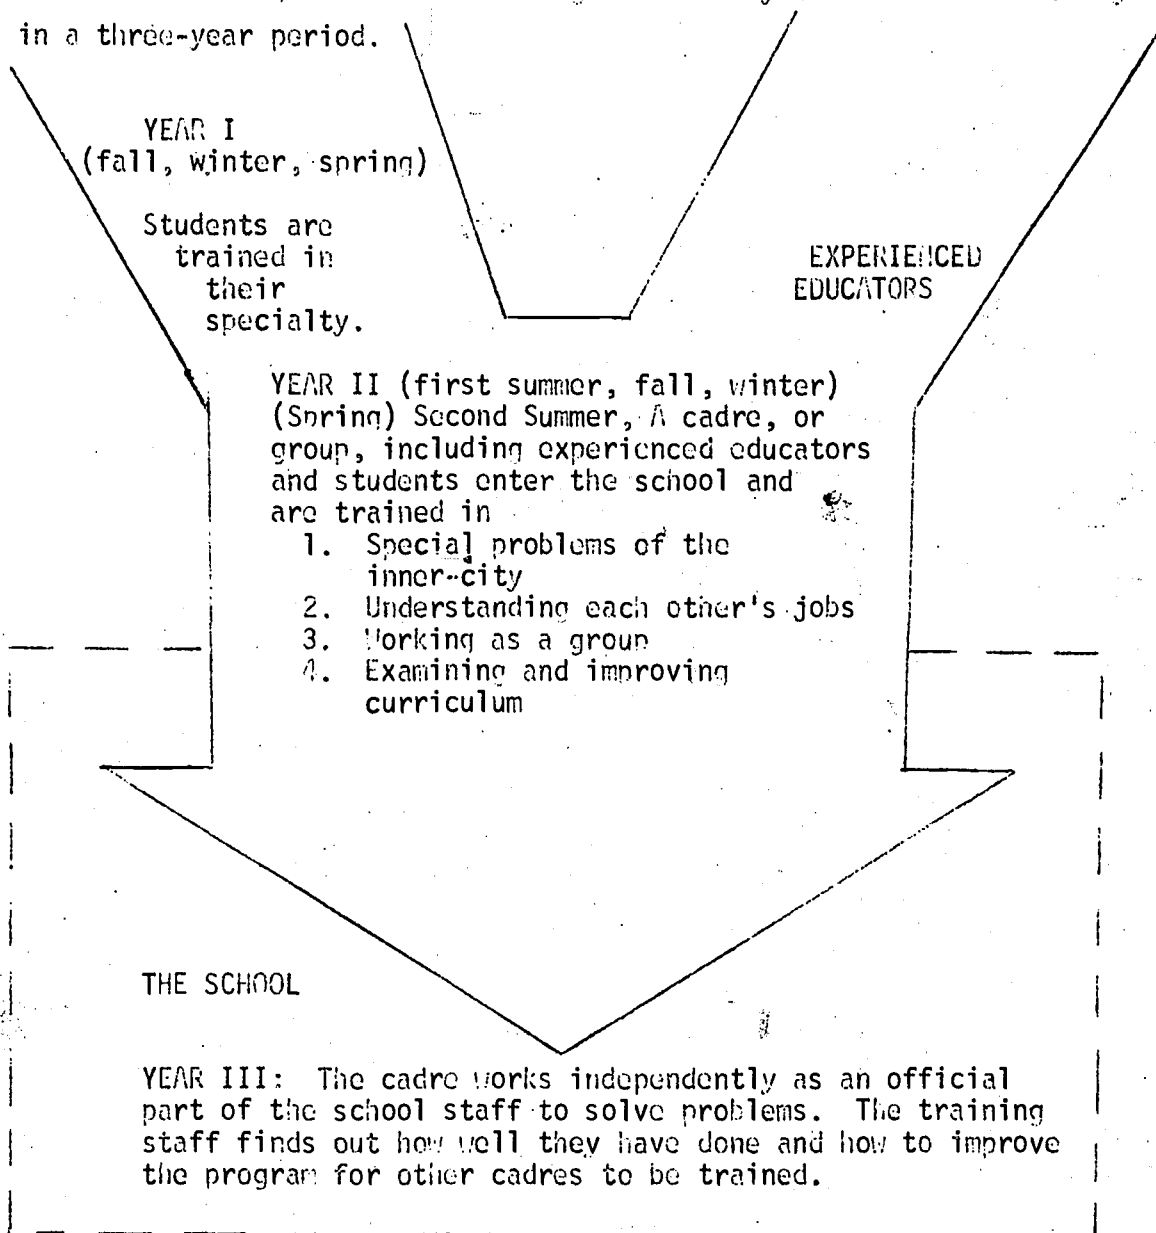 in a three-year period.
YEAR I
(fall, winter, spring)
Students are
trained in
their
specialty.
EXPERIENCED
EDUCATORS
YEAR II (first summer, fall, winter)
(Spring) Second Summer, A cadre, or
group, including experienced educators
and students enter the school and
are trained in
1. Special problems of the
inner-city
2. Understanding each other's jobs
3. Working as a group
4. Examining and improving
curriculum
THE SCHOOL
YEAR III: The cadre works independently as an official
part of the school staff to solve problems. The training
staff finds out how well they have done and how to improve
the program for other cadres to be trained.